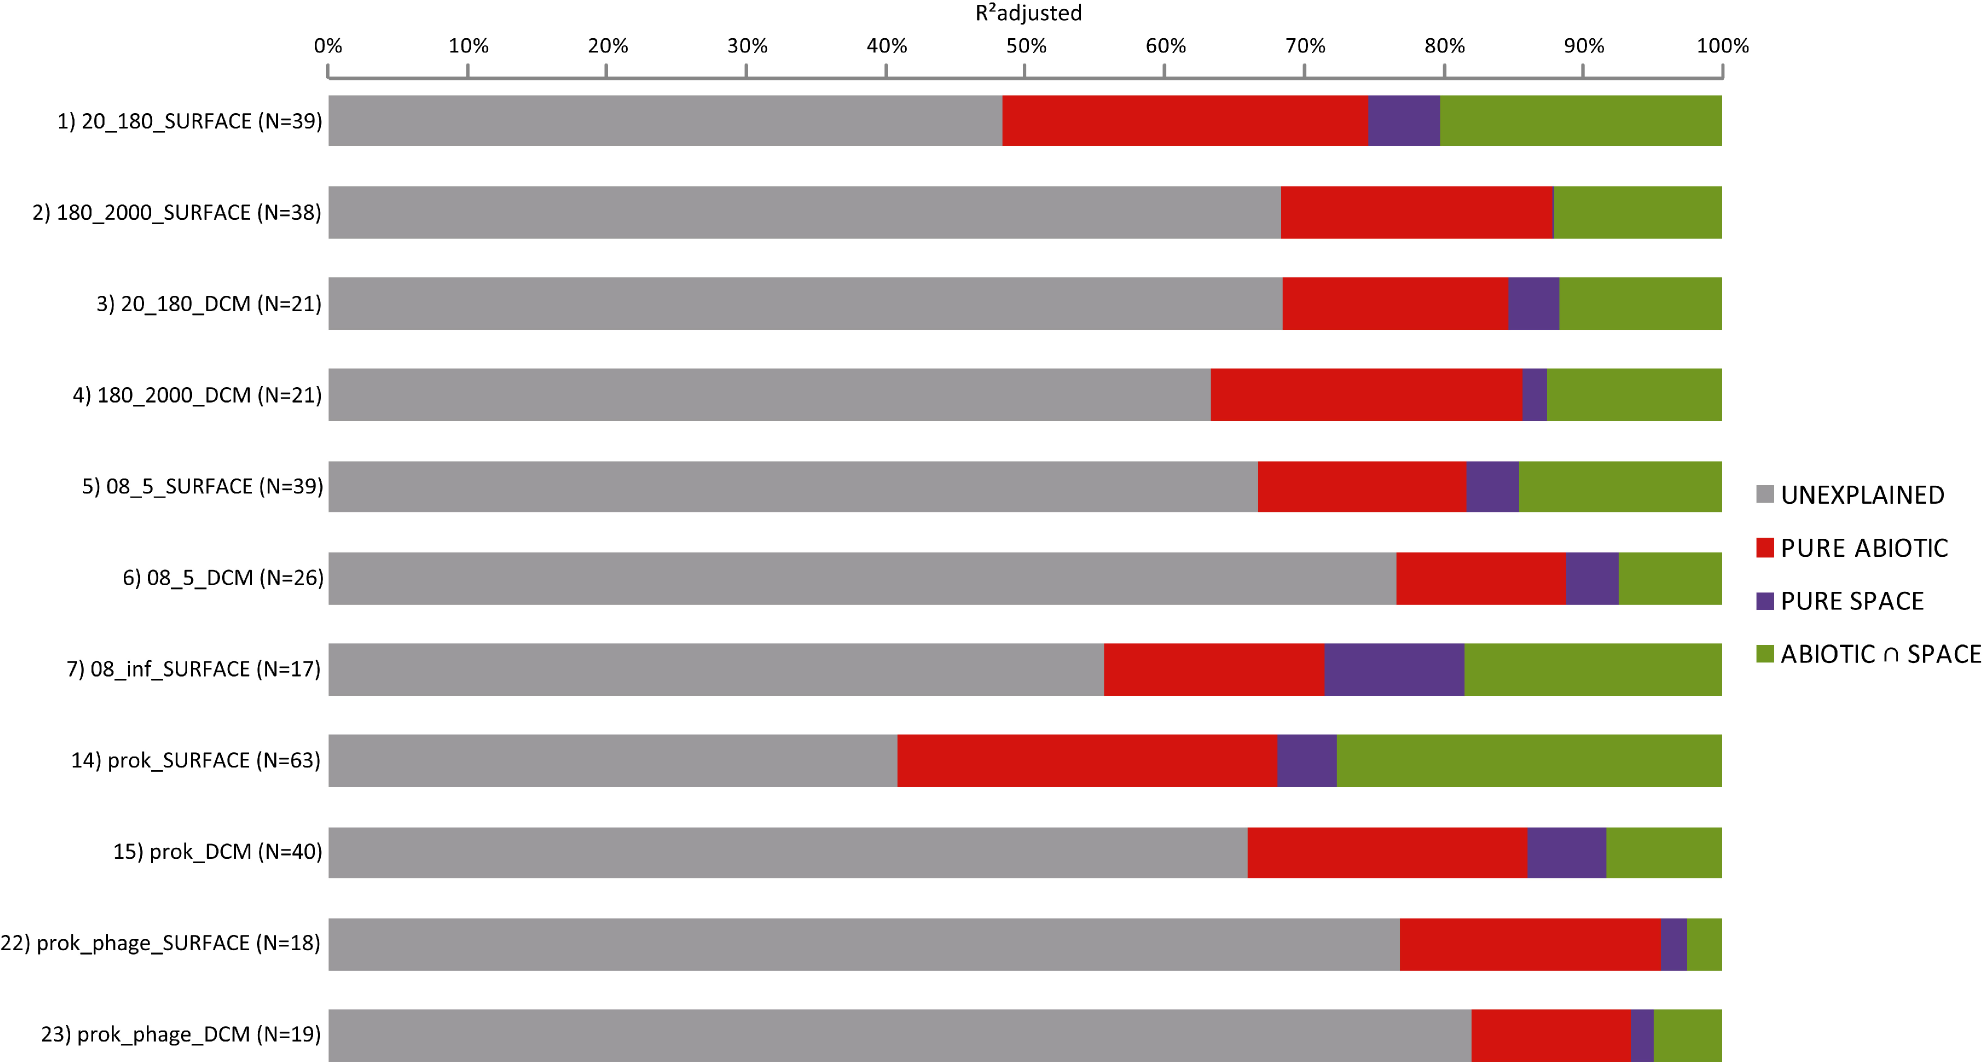 R²adjusted
0% 10% 20% 30% 40% 50% 60% 70% 80% 90% 100%
1) 20_180_SURFACE (N=39)
2) 180_2000_SURFACE (N=38)
3) 20_180_DCM (N=21)
4) 180_2000_DCM (N=21)
5) 08_5_SURFACE (N=39)
6) 08_5_DCM (N=26)
7) 08_inf_SURFACE (N=17)
14) prok_SURFACE (N=63)
15) prok_DCM (N=40)
22) prok_phage_SURFACE (N=18)
23) prok_phage_DCM (N=19)
UNEXPLAINED
PURE ABIOTIC
PURE SPACE
ABIOTIC ∩ SPACE